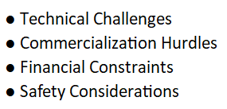 ● Technical Challenges
● Commercialization Hurdles
● Financial Constraints
● Safety Considerations